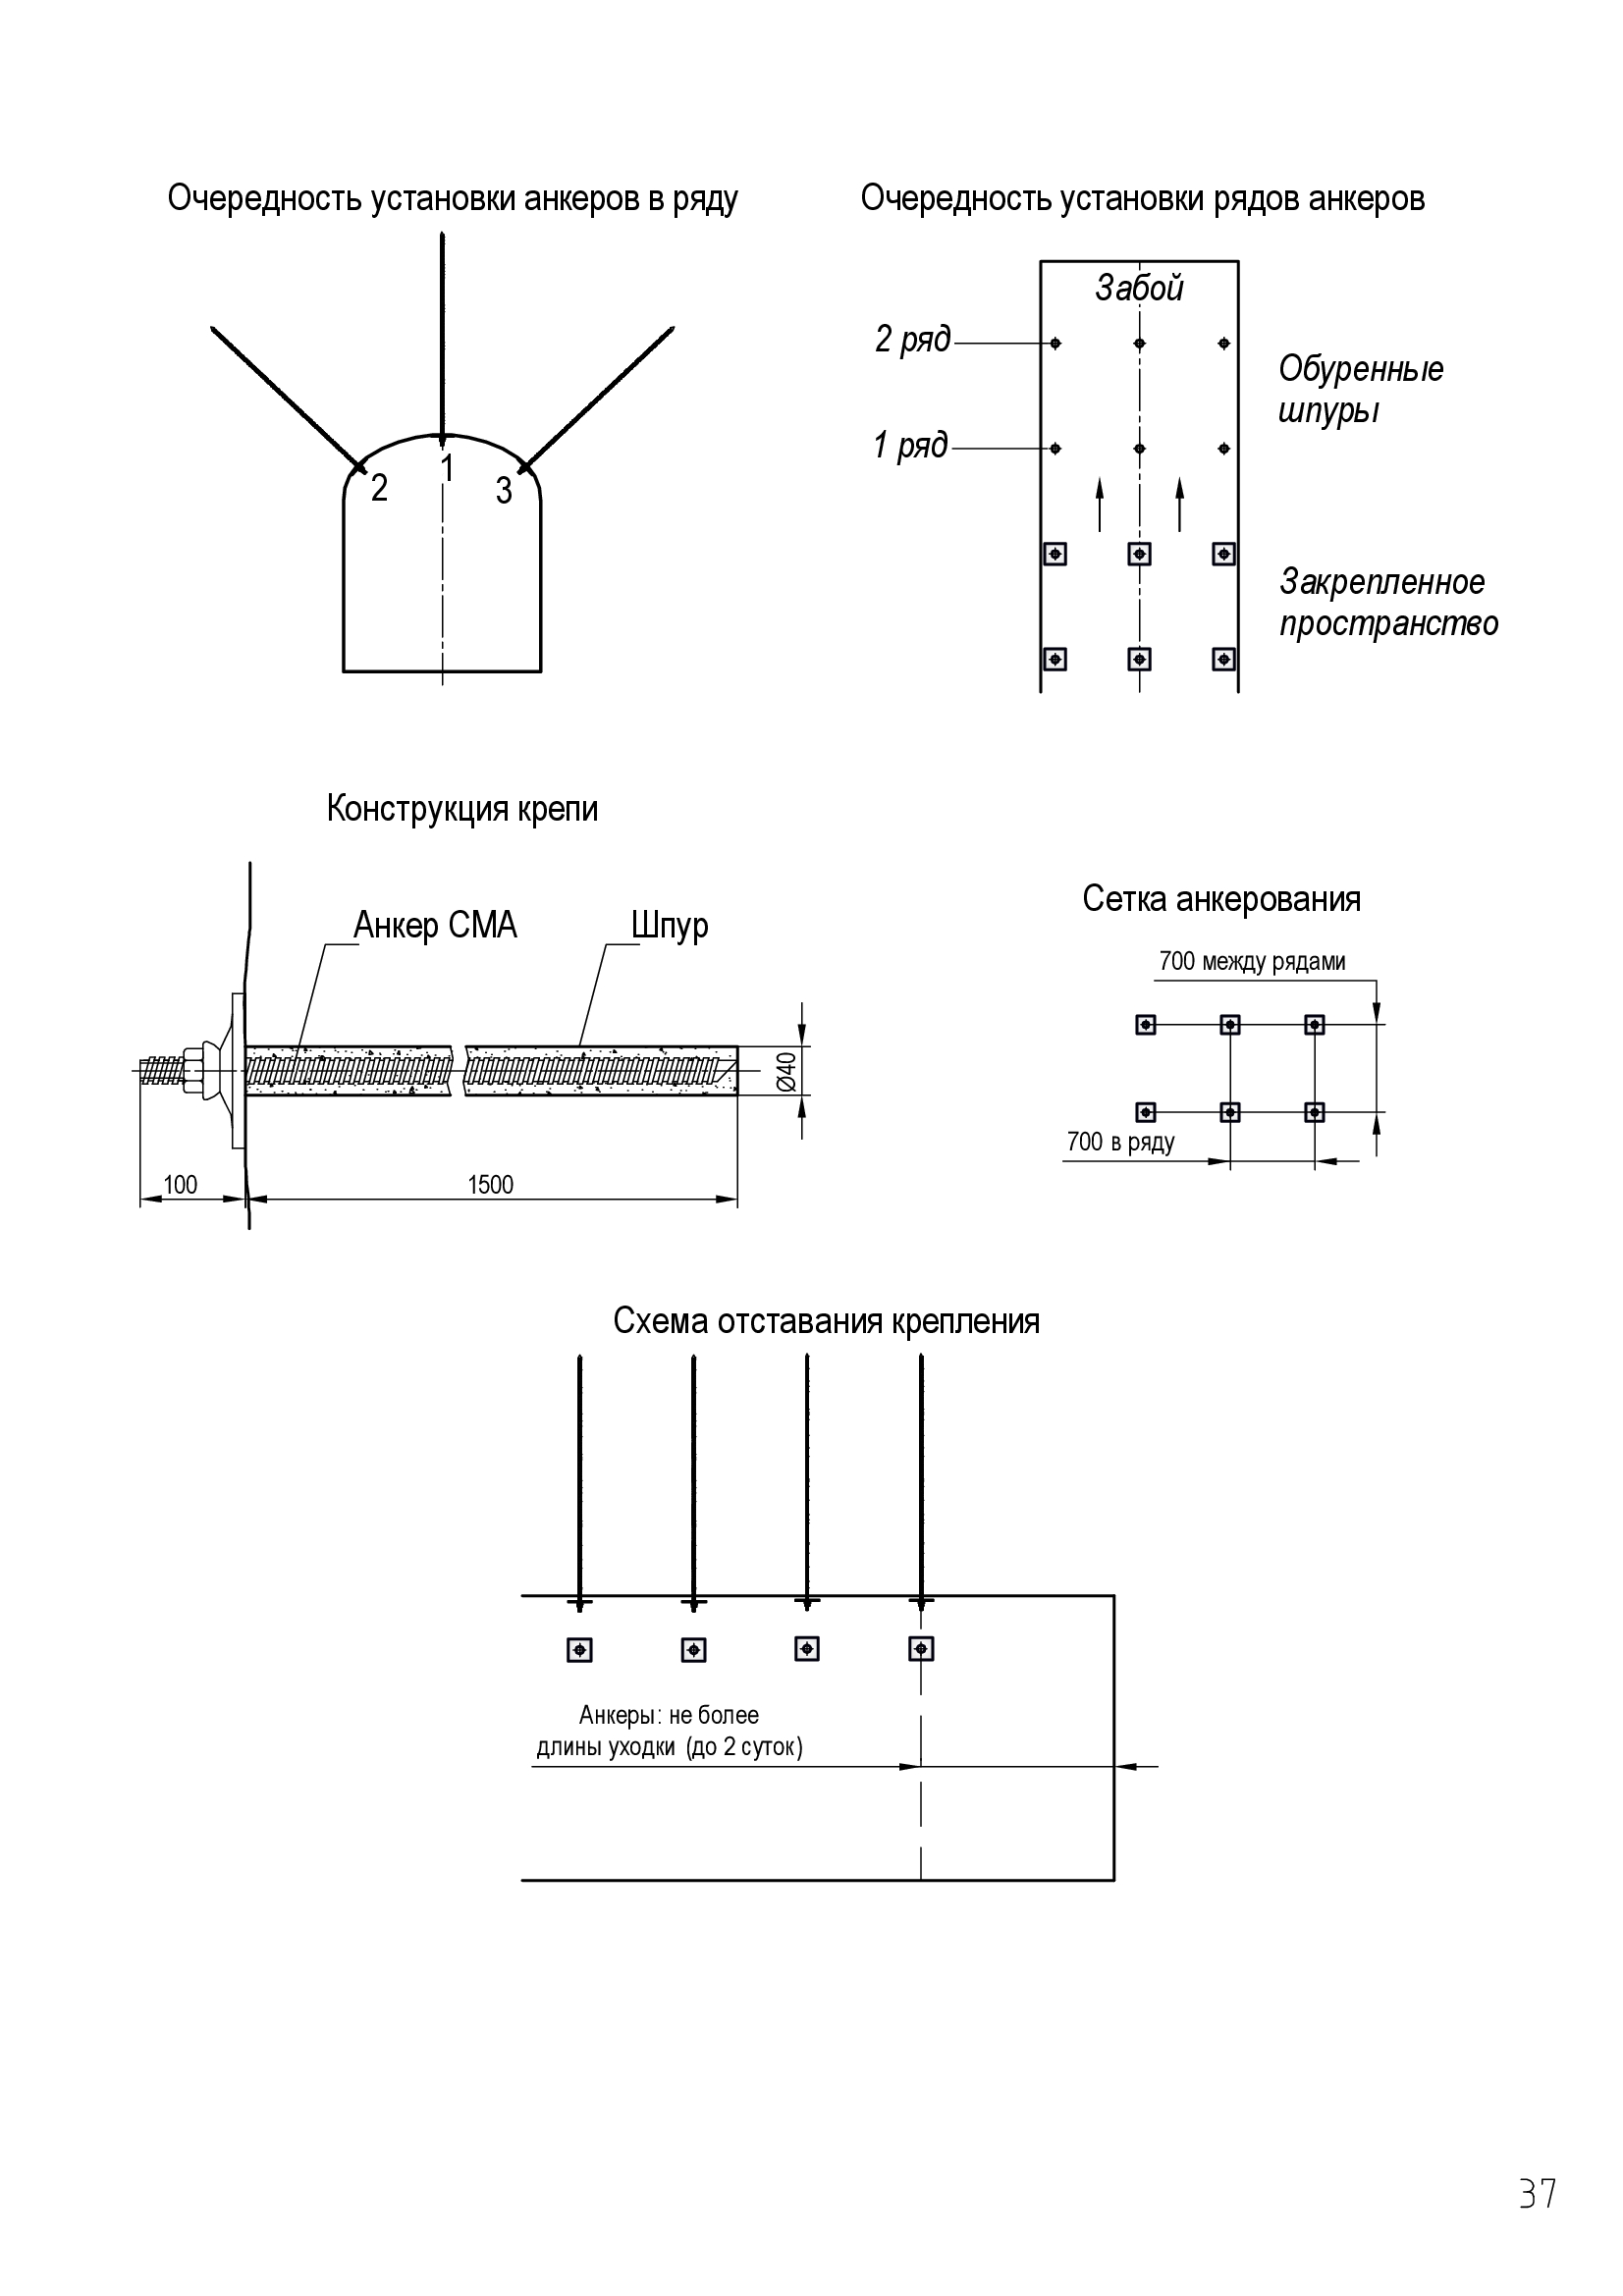 Очередность установки анкеров в ряду
1
2
3
Очередность установки рядов анкеров
Забой
2 ряд
Обуренные
шпуры
1 ряд
Закрепленное
пространство
Конструкция крепи
Анкер СМА
Шпур
Ø40
100
1500
Сетка анкерования
700 между рядами
700 в ряду
Схема отставания крепления
Анкеры: не более
длины уходки (до 2 суток)
37